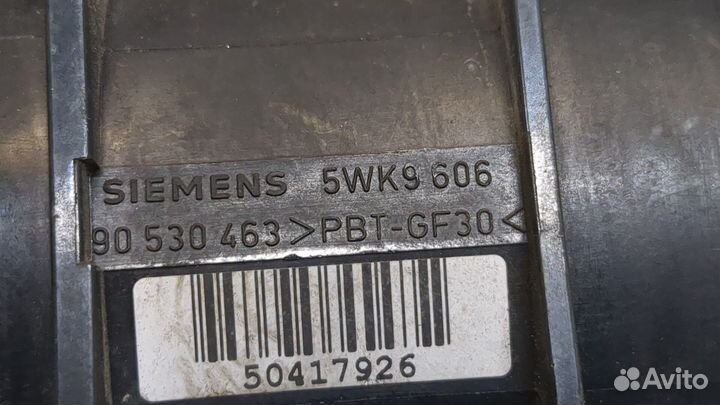 SIEMENS 5WK9 606
90 530 463 >PBT-GF30<
50417926
Avito